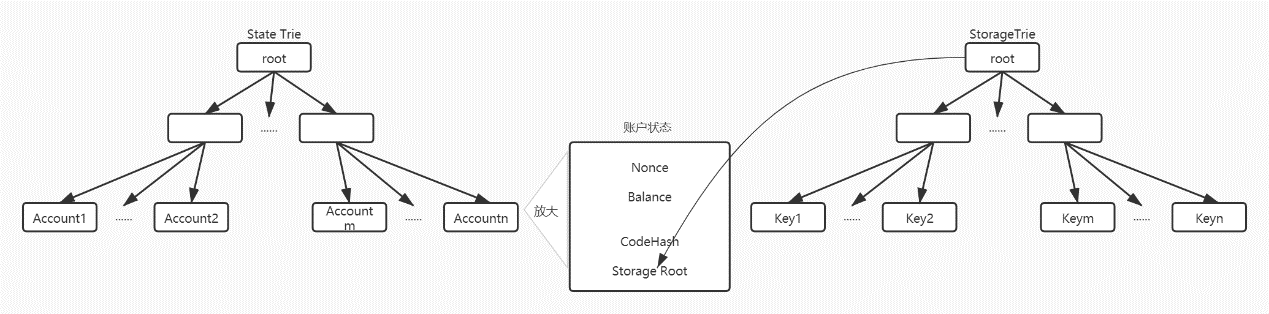 State Trie
root
......
Account1
......
Account2
Account
m
......
Accountn
放大
账户状态
Nonce
Balance
CodeHash
Storage Root
StorageTrie
root
......
Key1
......
Key2
Keym
......
Keyn